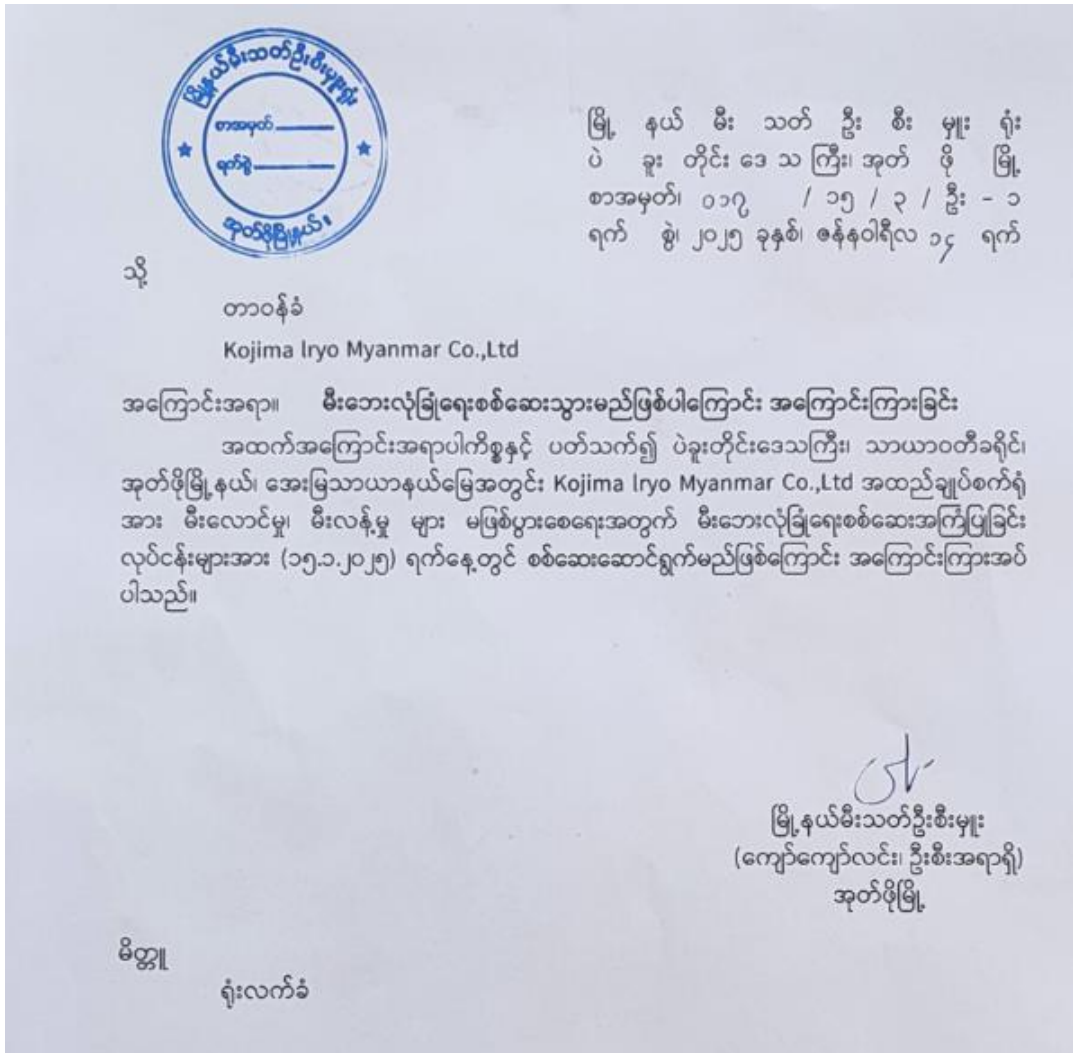 မြို့နယ်မီးသတ်ဦးစီးမှူးရုံး
စာအမှတ်
ရက်စွဲ
အုတ်ဖိုမြို့နယ်။
မြို့ နယ် မီး သတ် ဦး စီး မှူး ရုံး
ပဲ ခူး တိုင်း ဒေ သ ကြီး၊ အုတ် ဖို မြို့
စာအမှတ်၊ ၀၁၇ / ၁၅ / ၃ / ဦး - ၁
ရက် စွဲ၊ ၂၀၂၅ ခုနှစ်၊ ဇန်နဝါရီလ ၁၄ ရက်
သို့
တာဝန်ခံ
Kojima lryo Myanmar Co.,Ltd
အကြောင်းအရာ။ မီးဘေးလုံခြုံရေးစစ်ဆေးသွားမည်ဖြစ်ပါကြောင်း အကြောင်းကြားခြင်း
အထက်အကြောင်းအရာပါကိစ္စနှင့် ပတ်သက်၍ ပဲခူးတိုင်းဒေသကြီး၊ သာယာဝတီခရိုင်၊
အုတ်ဖိုမြို့နယ်၊ အေးမြသာယာနယ်မြေအတွင်း Kojima lryo Myanmar Co.,Ltd အထည်ချုပ်စက်ရုံ
အား မီးလောင်မှု၊ မီးလန့်မှု များ မဖြစ်ပွားစေရေးအတွက် မီးဘေးလုံခြုံရေးစစ်ဆေးအကြံပြုခြင်း
လုပ်ငန်းများအား (၁၅.၁.၂၀၂၅) ရက်နေ့တွင် စစ်ဆေးဆောင်ရွက်မည်ဖြစ်ကြောင်း အကြောင်းကြားအပ်
ပါသည်။
မြို့နယ်မီးသတ်ဦးစီးမှူး
(ကျော်ကျော်လင်း၊ ဦးစီးအရာရှိ)
အုတ်ဖိုမြို့
မိတ္တူ
ရုံးလက်ခံ